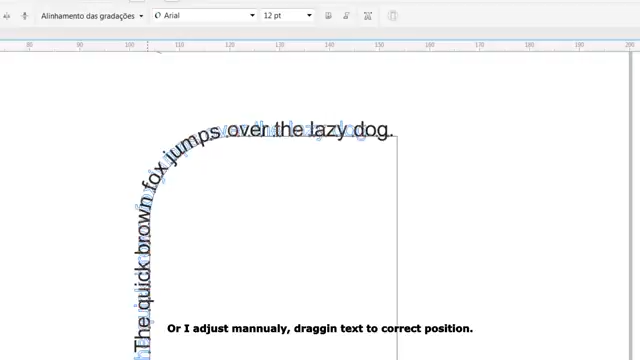 Alinhamento das gradações
Arial
12 pt
80 90 100 110 120 130 140 150 160 170 180 190 200
The quick brown fox jumps over the lazy dog.
Or I adjust mannualy, draggin text to correct position.